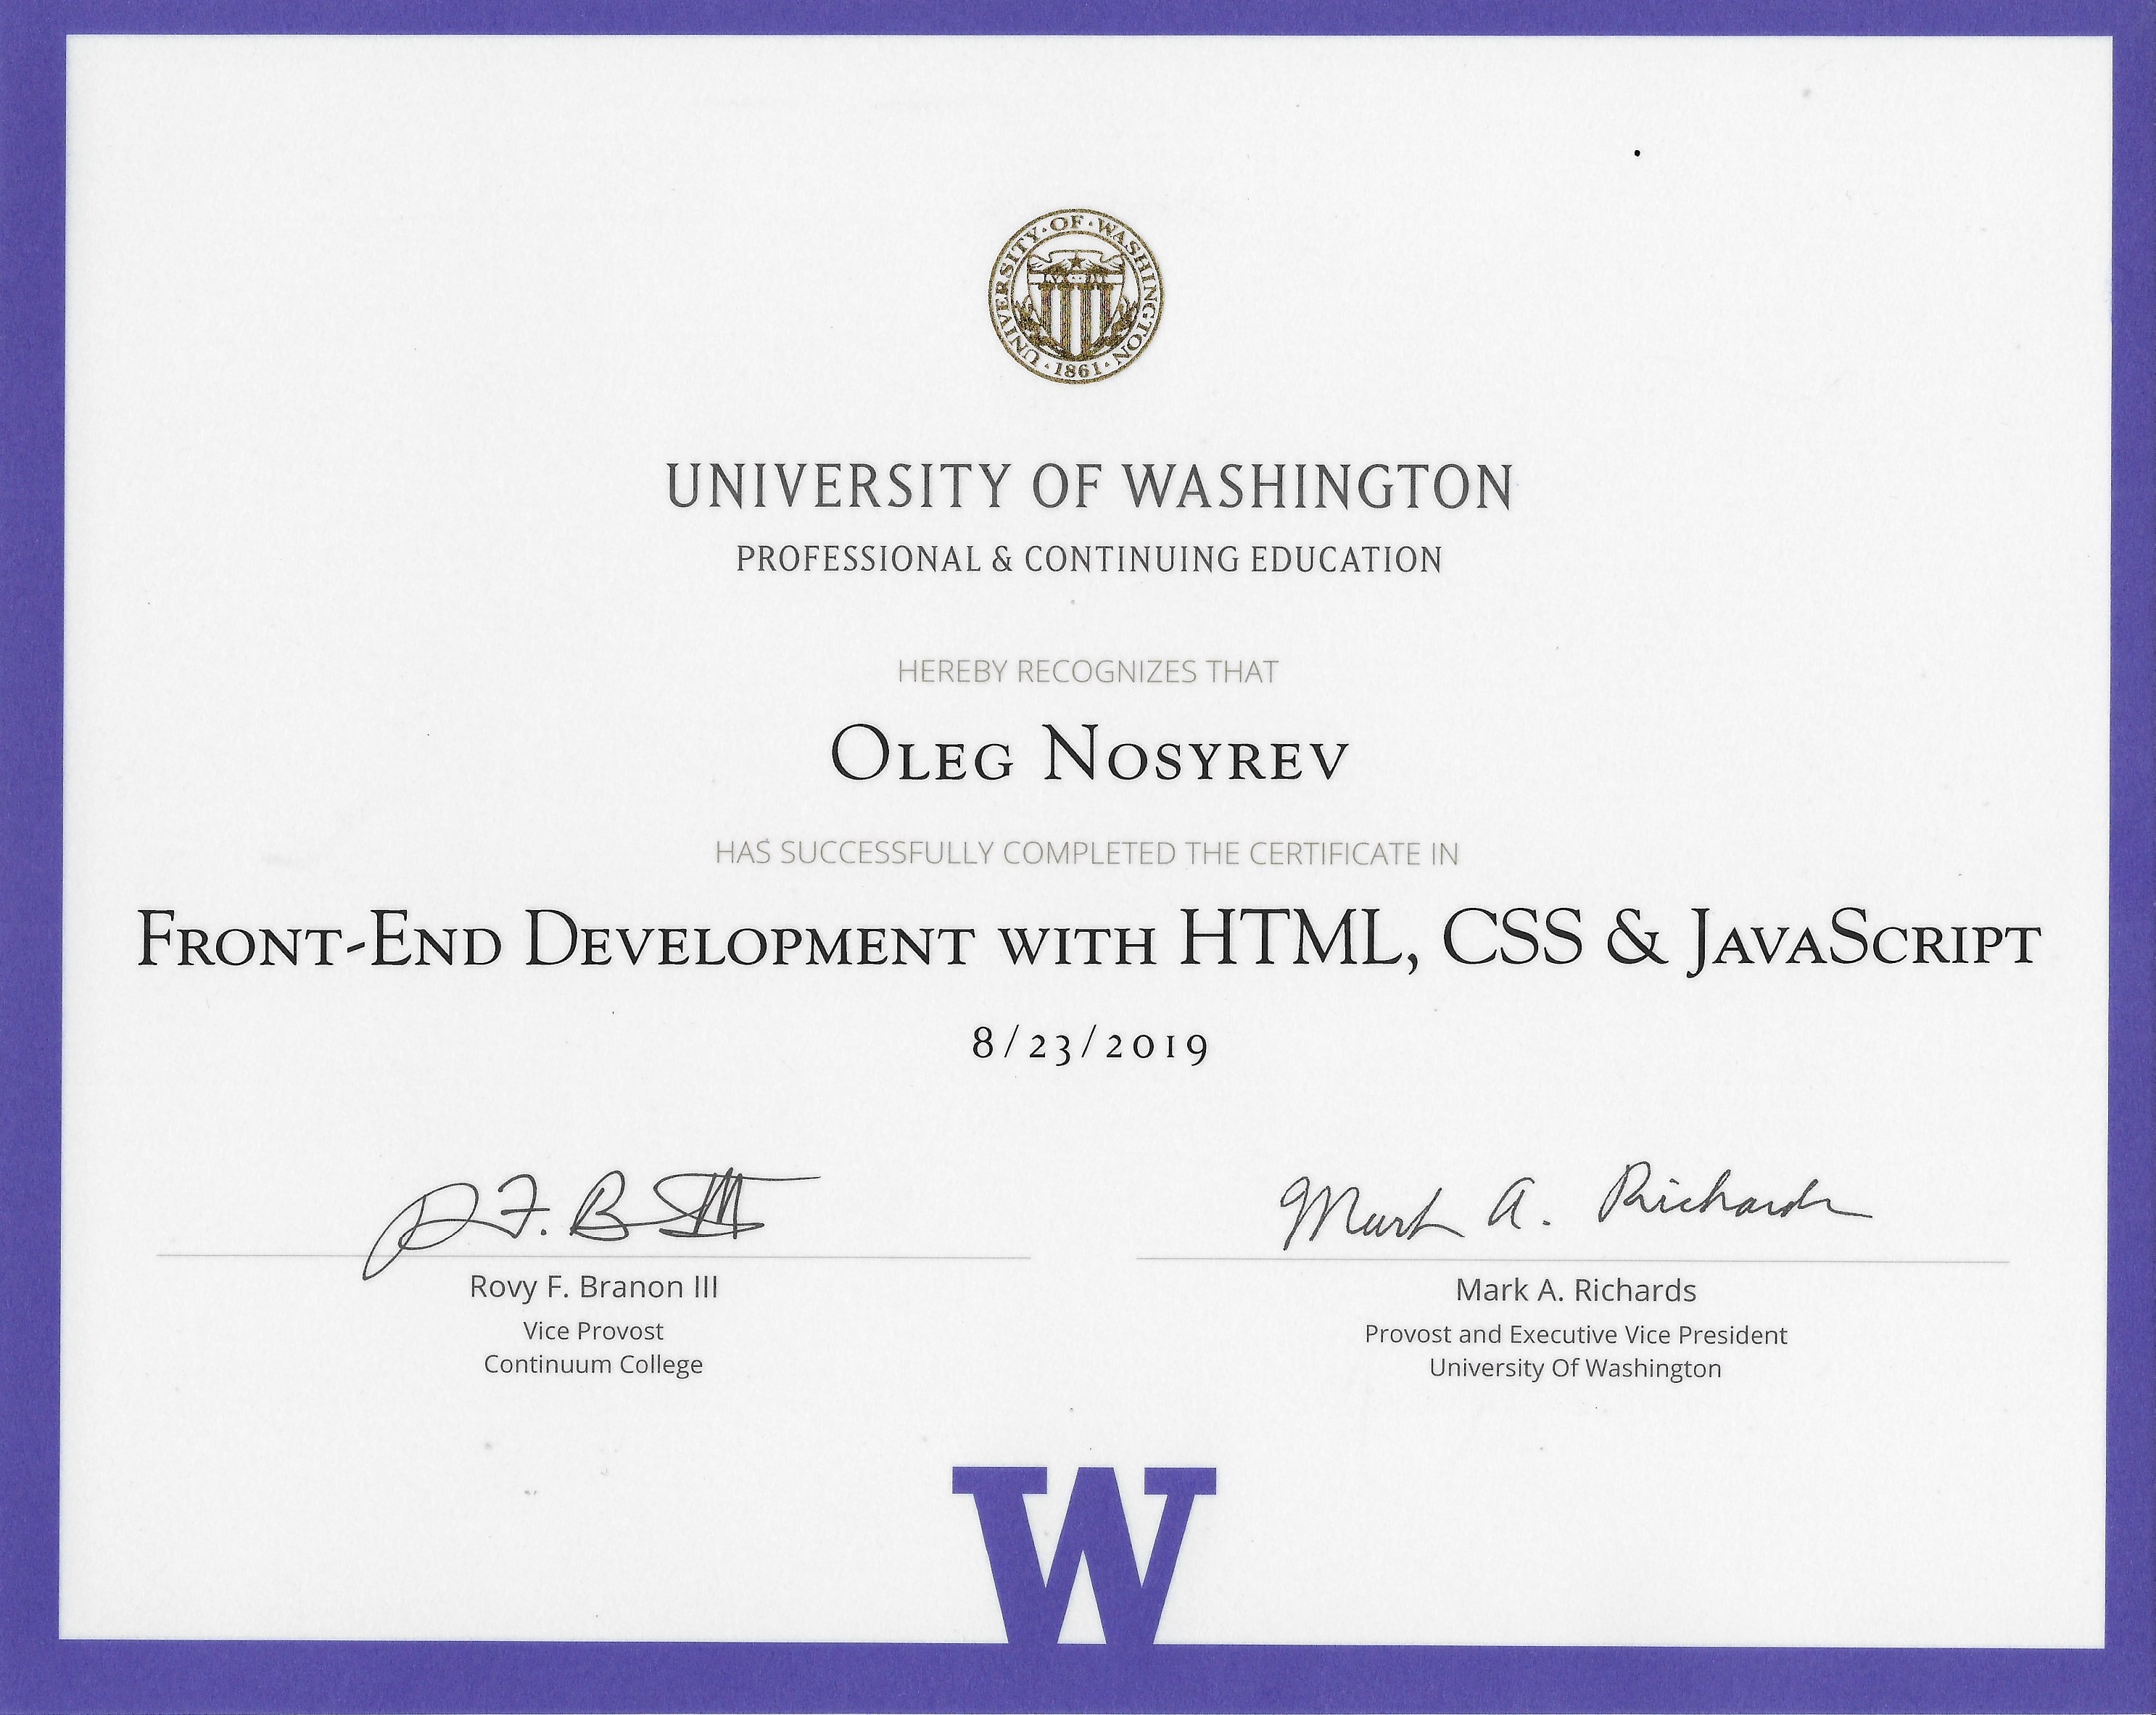 UNIVERSITY · OF · WASHINGTON · 1861 ·
UNIVERSITY OF WASHINGTON
PROFESSIONAL & CONTINUING EDUCATION
HEREBY RECOGNIZES THAT
OLEG NOSYREV
HAS SUCCESSFULLY COMPLETED THE CERTIFICATE IN
FRONT-END DEVELOPMENT WITH HTML, CSS & JAVASCRIPT
8/23/2019
R F. B III
Mark A. Richards
Rovy F. Branon III
Mark A. Richards
Vice Provost
Provost and Executive Vice President
Continuum College
University Of Washington
W